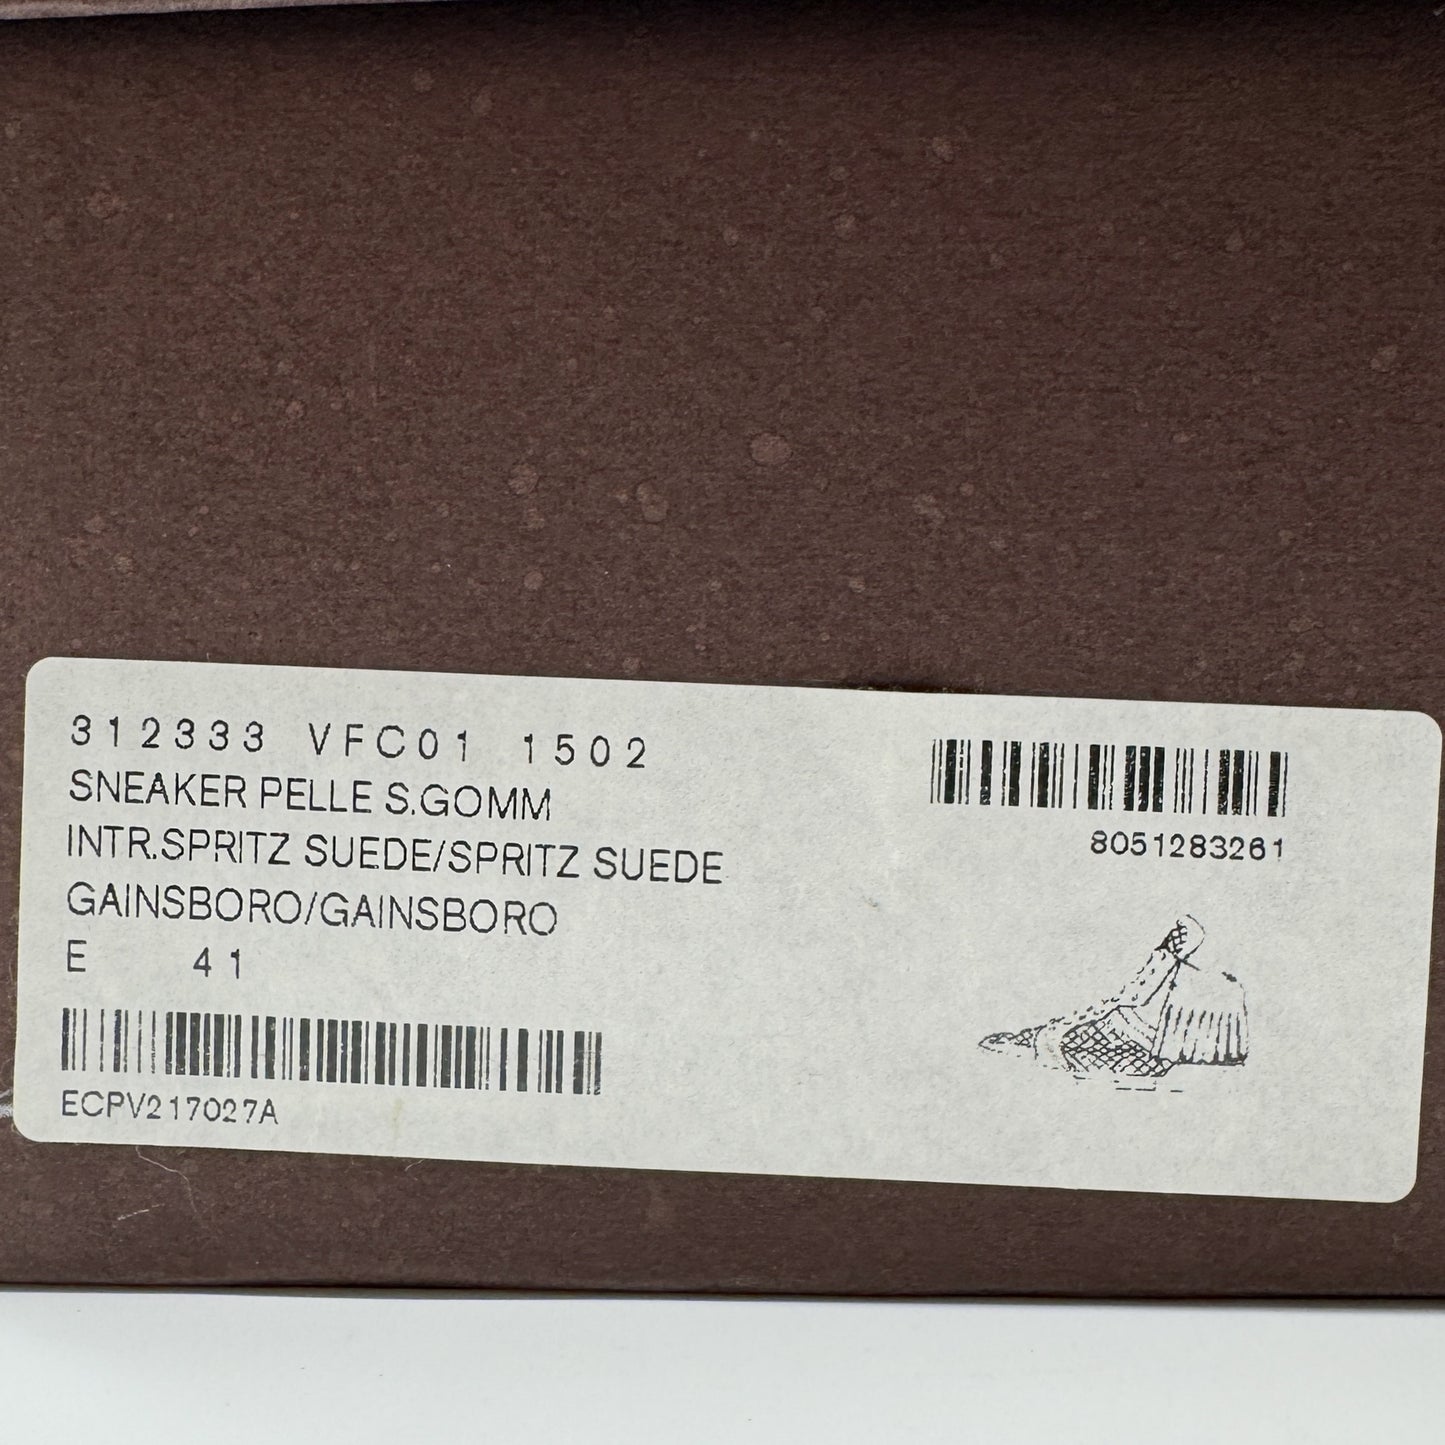 312333 VFC01 1502
SNEAKER PELLE S.GOMM
INTR.SPRITZ SUEDE/SPRITZ SUEDE
GAINSBORO/GAINSBORO
E 41
ECPV217027A
8051283261